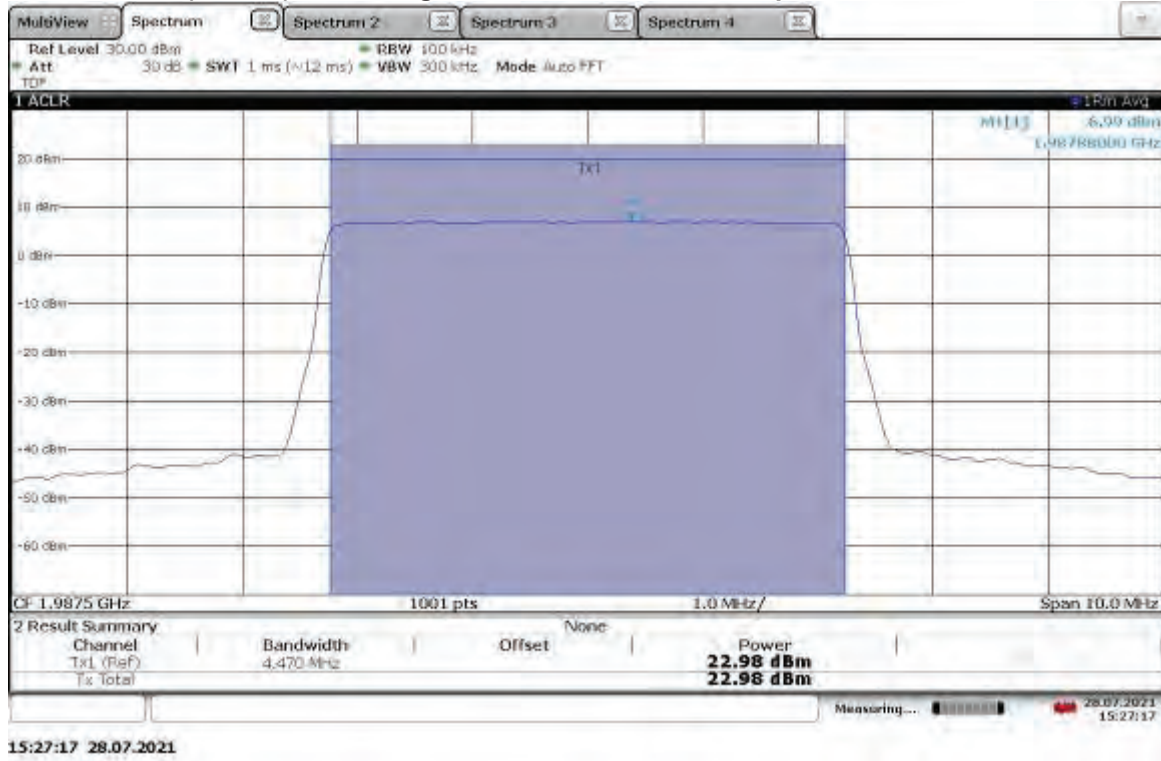 MultiView Spectrum Spectrum 2 Spectrum 3 Spectrum 4
Ref Level 30.00 dBm RBW 100 kHz
Att 30 dB SWT 1 ms (~12 ms) VBW 300 kHz Mode Auto FFT
TDF
1 ACLR 1Rm Avg
M1[1] 6.99 dBm
1.98788000 GHz
20 dBm
Tx1
10 dBm
0 dBm
-10 dBm
-20 dBm
-30 dBm
-40 dBm
-50 dBm
-60 dBm
CF 1.9875 GHz 1001 pts 1.0 MHz/ Span 10.0 MHz
2 Result Summary None
Channel Bandwidth Offset Power
Tx1 (Ref) 4.470 MHz 22.98 dBm
Tx Total 22.98 dBm
Measuring... 28.07.2021
15:27:17
15:27:17 28.07.2021